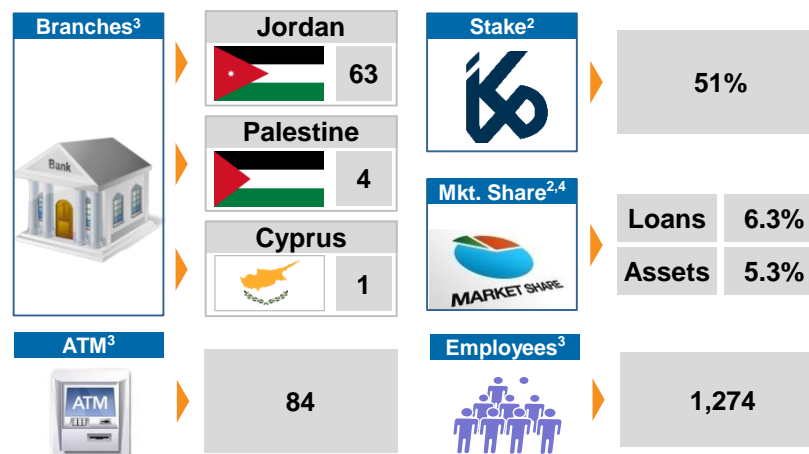 Branches³
Bank
Jordan
63
Palestine
4
Cyprus
1
ATM³
ATM
84
Stake²
51%
Mkt. Share²,⁴
MARKET SHARE
Loans 6.3%
Assets 5.3%
Employees³
1,274